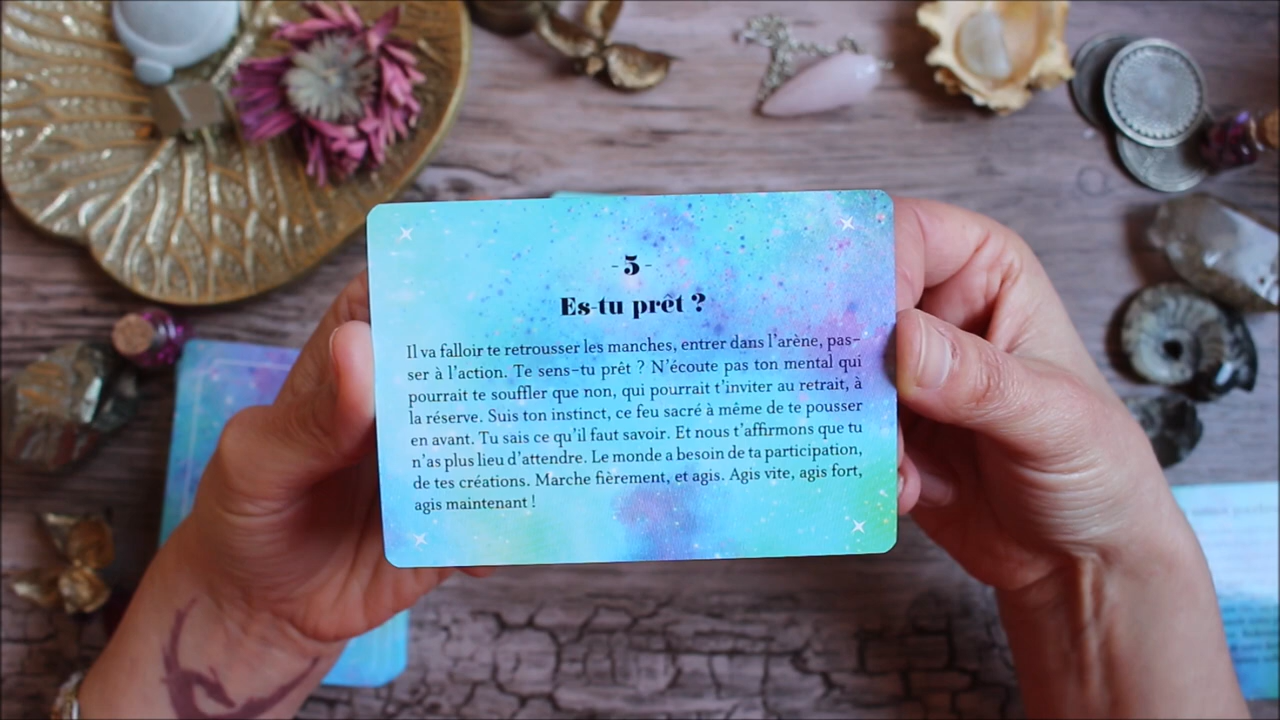 - 5 -
Es-tu prêt ?
Il va falloir te retrousser les manches, entrer dans l'arène, pas-
ser à l'action. Te sens-tu prêt ? N'écoute pas ton mental qui
pourrait te souffler que non, qui pourrait t'inviter au retrait, à
la réserve. Suis ton instinct, ce feu sacré à même de te pousser
en avant. Tu sais ce qu'il faut savoir. Et nous t'affirmons que tu
n'as plus lieu d'attendre. Le monde a besoin de ta participation,
de tes créations. Marche fièrement, et agis. Agis vite, agis fort,
agis maintenant !